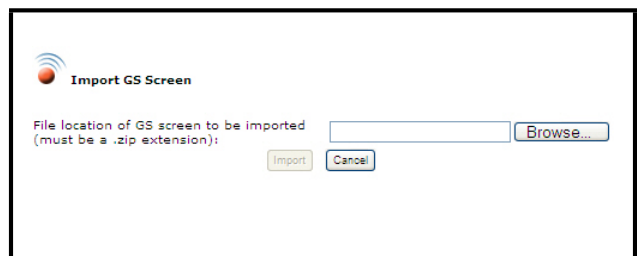 Import GS Screen
File location of GS screen to be imported
(must be a .zip extension):
Browse...
Import Cancel